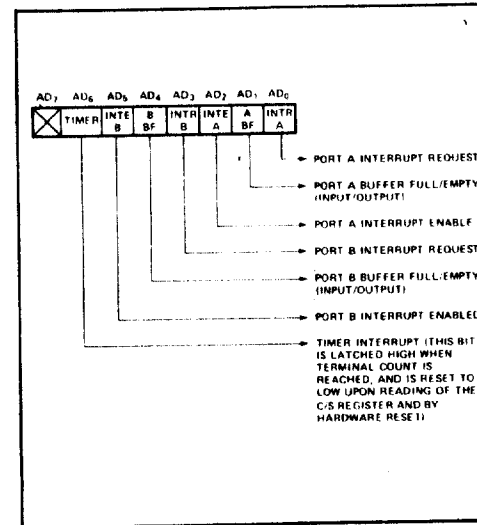 AD7 AD6 AD5 AD4 AD3 AD2 AD1 AD0
TIMER INTE B B BF INTR B INTE A A BF INTR A
PORT A INTERRUPT REQUEST
PORT A BUFFER FULL/EMPTY
(INPUT/OUTPUT)
PORT A INTERRUPT ENABLE
PORT B INTERRUPT REQUEST
PORT B BUFFER FULL/EMPTY
(INPUT/OUTPUT)
PORT B INTERRUPT ENABLED
TIMER INTERRUPT (THIS BIT
IS LATCHED HIGH WHEN
TERMINAL COUNT IS
REACHED, AND IS RESET TO
LOW UPON READING OF THE
C/S REGISTER AND BY
HARDWARE RESET)